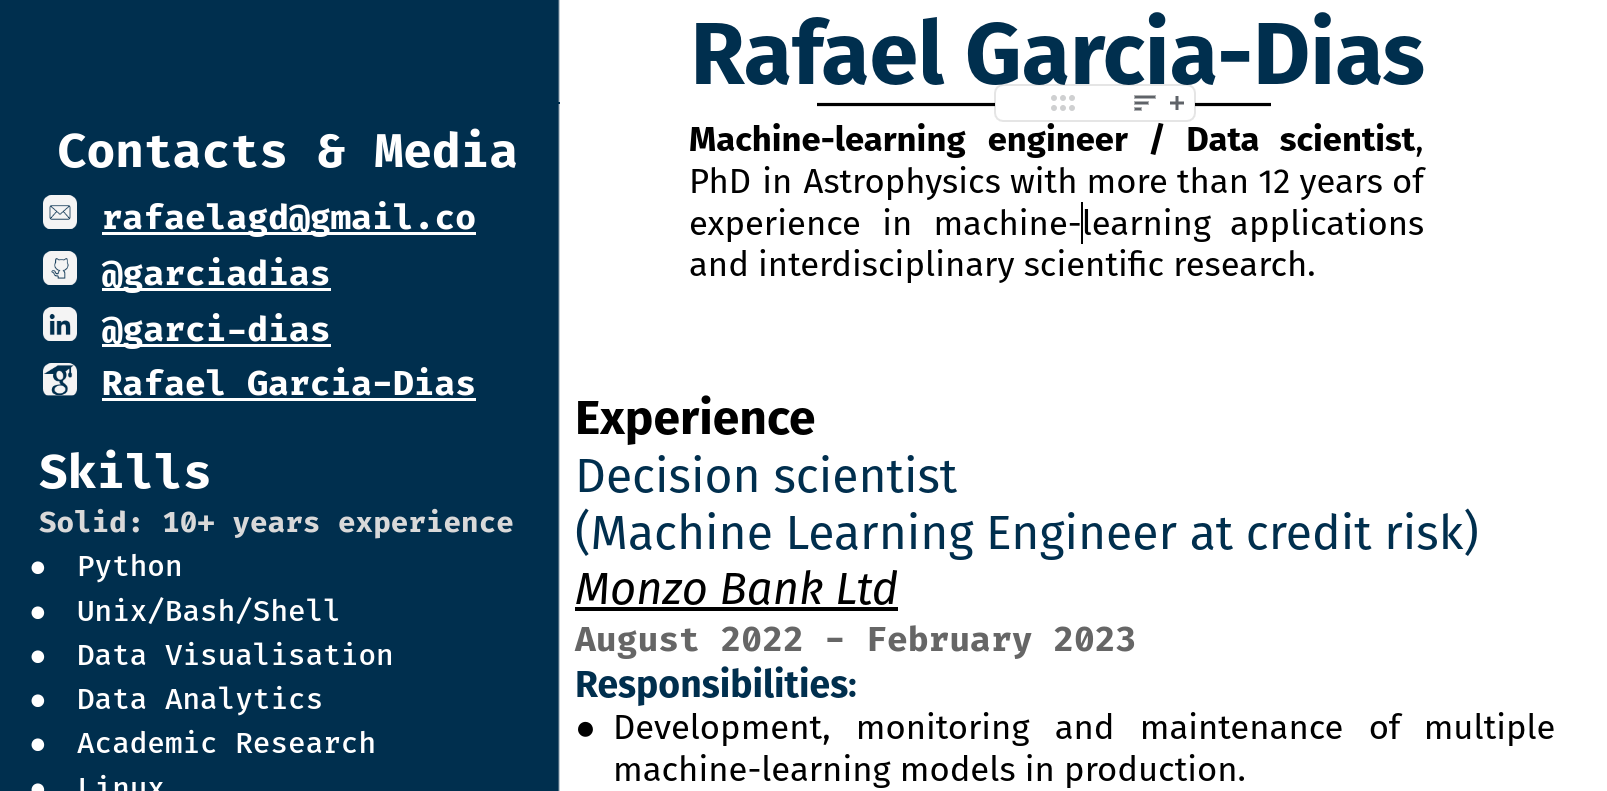 Rafael Garcia-Dias
Machine-learning engineer / Data scientist,
PhD in Astrophysics with more than 12 years of
experience in machine-learning applications
and interdisciplinary scientific research.
Contacts & Media
rafaelagd@gmail.co
@garciadias
@garci-dias
Rafael Garcia-Dias
Skills
Solid: 10+ years experience
● Python
● Unix/Bash/Shell
● Data Visualisation
● Data Analytics
● Academic Research
● Linux
Experience
Decision scientist
(Machine Learning Engineer at credit risk)
Monzo Bank Ltd
August 2022 - February 2023
Responsibilities:
● Development, monitoring and maintenance of multiple
machine-learning models in production.